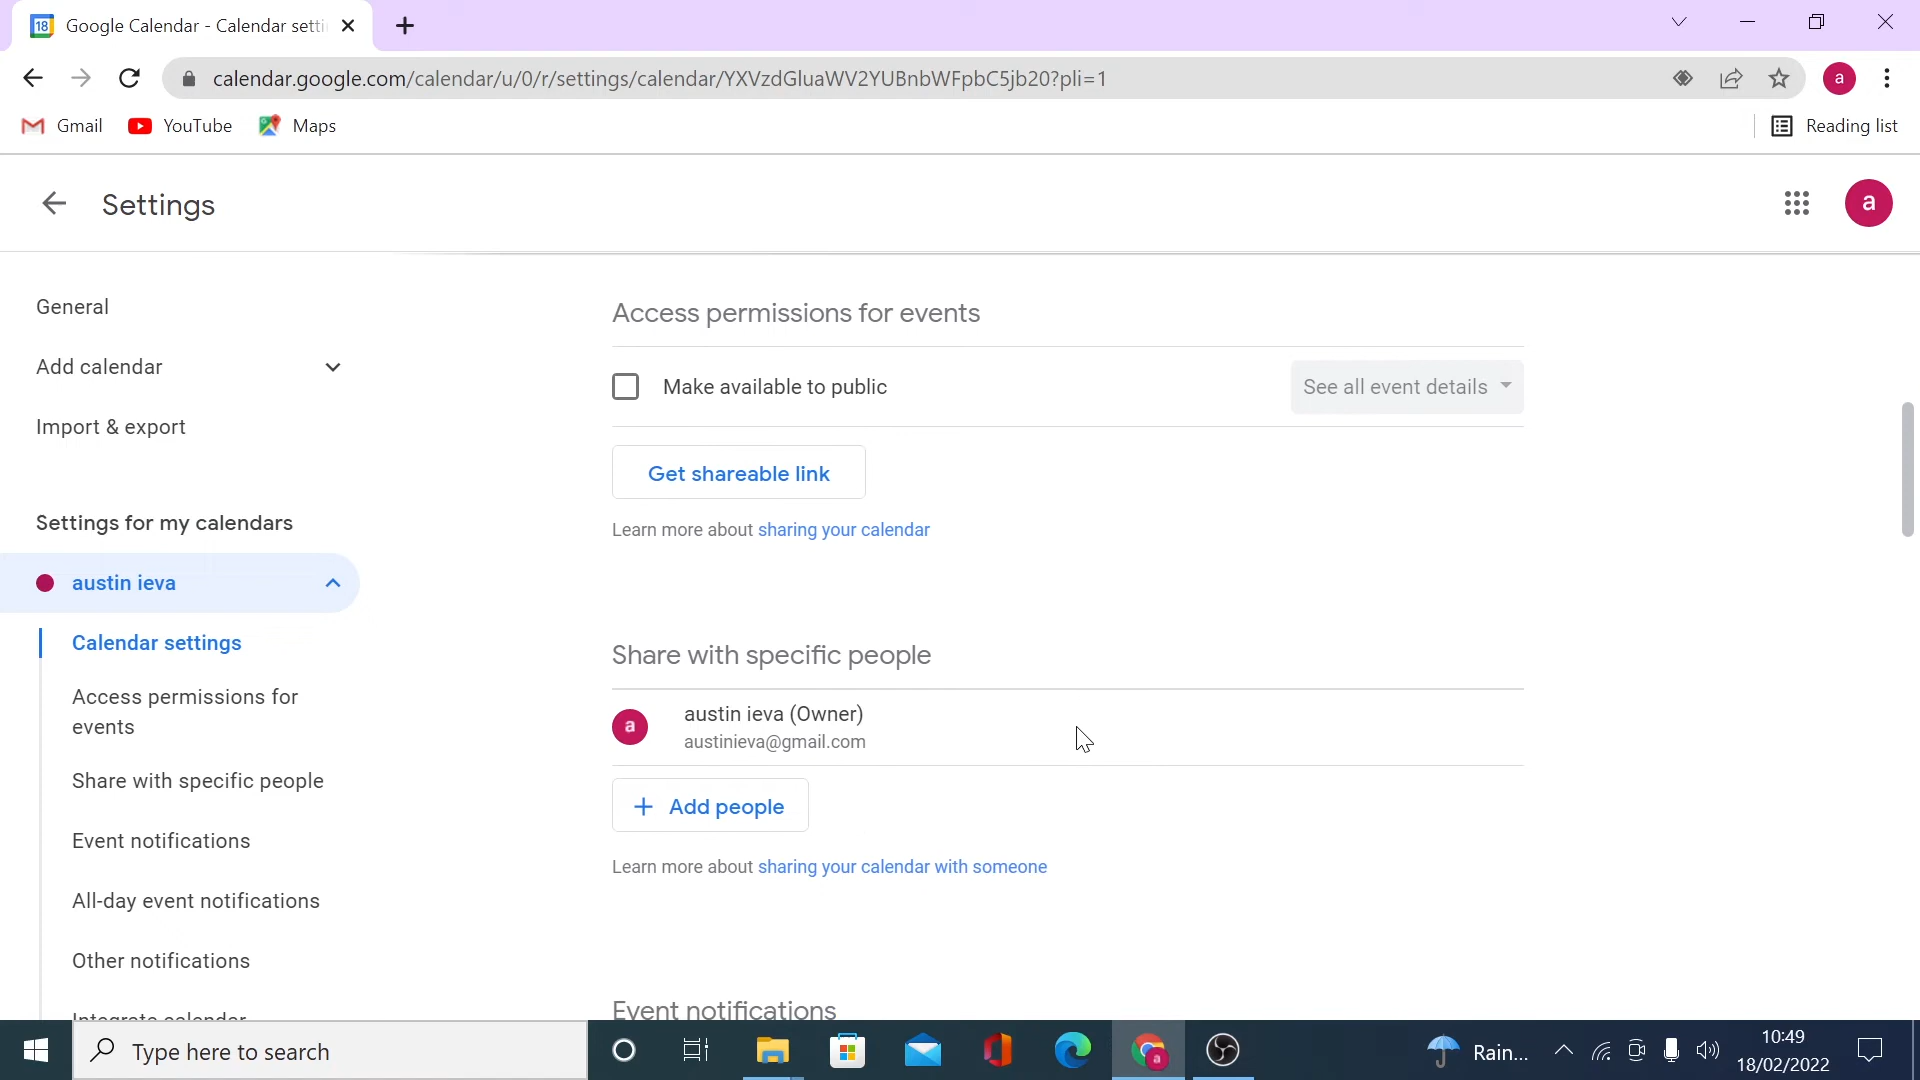 18 Google Calendar - Calendar setti
calendar.google.com/calendar/u/0/r/settings/calendar/YXVzdGluaWV2YUBnbWFpbC5jb20?pli=1
a
Gmail YouTube Maps Reading list
Settings
a
General
Add calendar
Import & export
Settings for my calendars
austin ieva
Calendar settings
Access permissions for
events
Share with specific people
Event notifications
All-day event notifications
Other notifications
Integrate calendar
Access permissions for events
Make available to public See all event details
Get shareable link
Learn more about sharing your calendar
Share with specific people
a
austin ieva (Owner)
austinieva@gmail.com
Add people
Learn more about sharing your calendar with someone
Event notifications
Type here to search
a
Rain...
10:49
18/02/2022